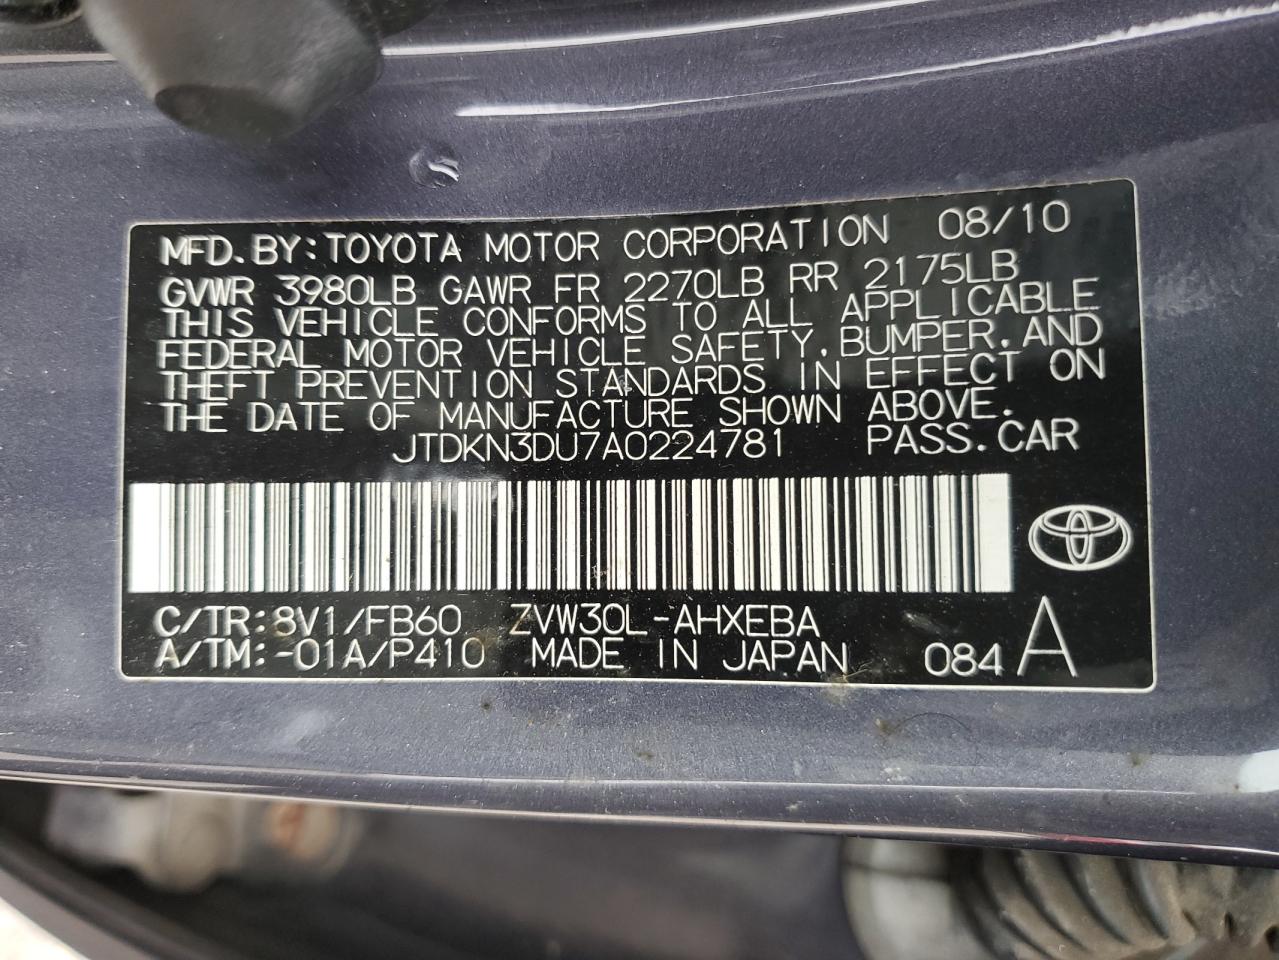 MFD. BY: TOYOTA MOTOR CORPORATION 08/10
GVWR 3980LB GAWR FR 2270LB RR 2175LB
THIS VEHICLE CONFORMS TO ALL APPLICABLE
FEDERAL MOTOR VEHICLE SAFETY, BUMPER, AND
THEFT PREVENTION STANDARDS IN EFFECT ON
THE DATE OF MANUFACTURE SHOWN ABOVE.
JTDKN3DU7A0224781 PASS. CAR
C/TR: 8V1/FB60 ZVW30L-AHXEBA
A/TM: -01A/P410 MADE IN JAPAN 084 A